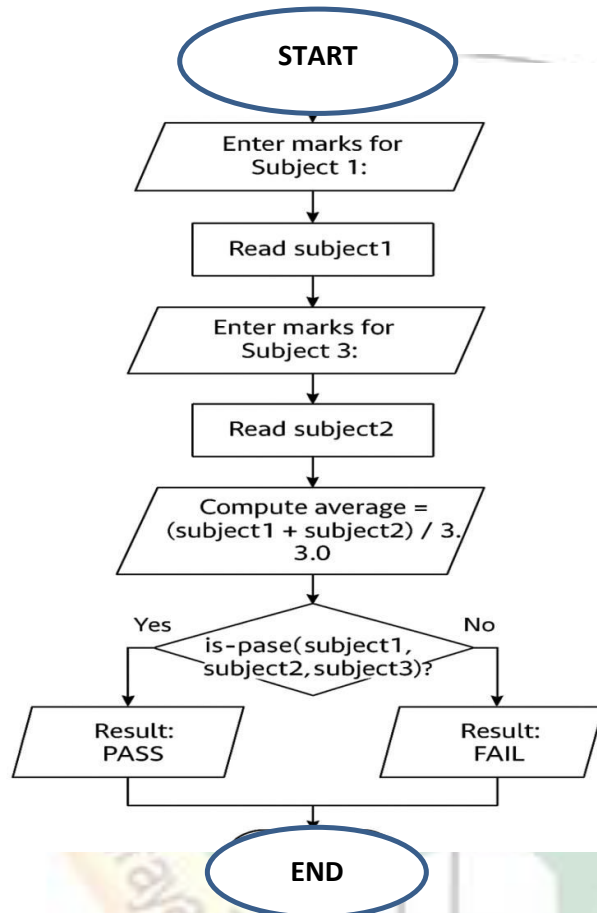 START
Enter marks for
Subject 1:
Read subject1
Enter marks for
Subject 3:
Read subject2
Compute average =
(subject1 + subject2) / 3.
3.0
Yes
No
is-pase(subject1,
subject2,subject3)?
Result:
PASS
Result:
FAIL
END